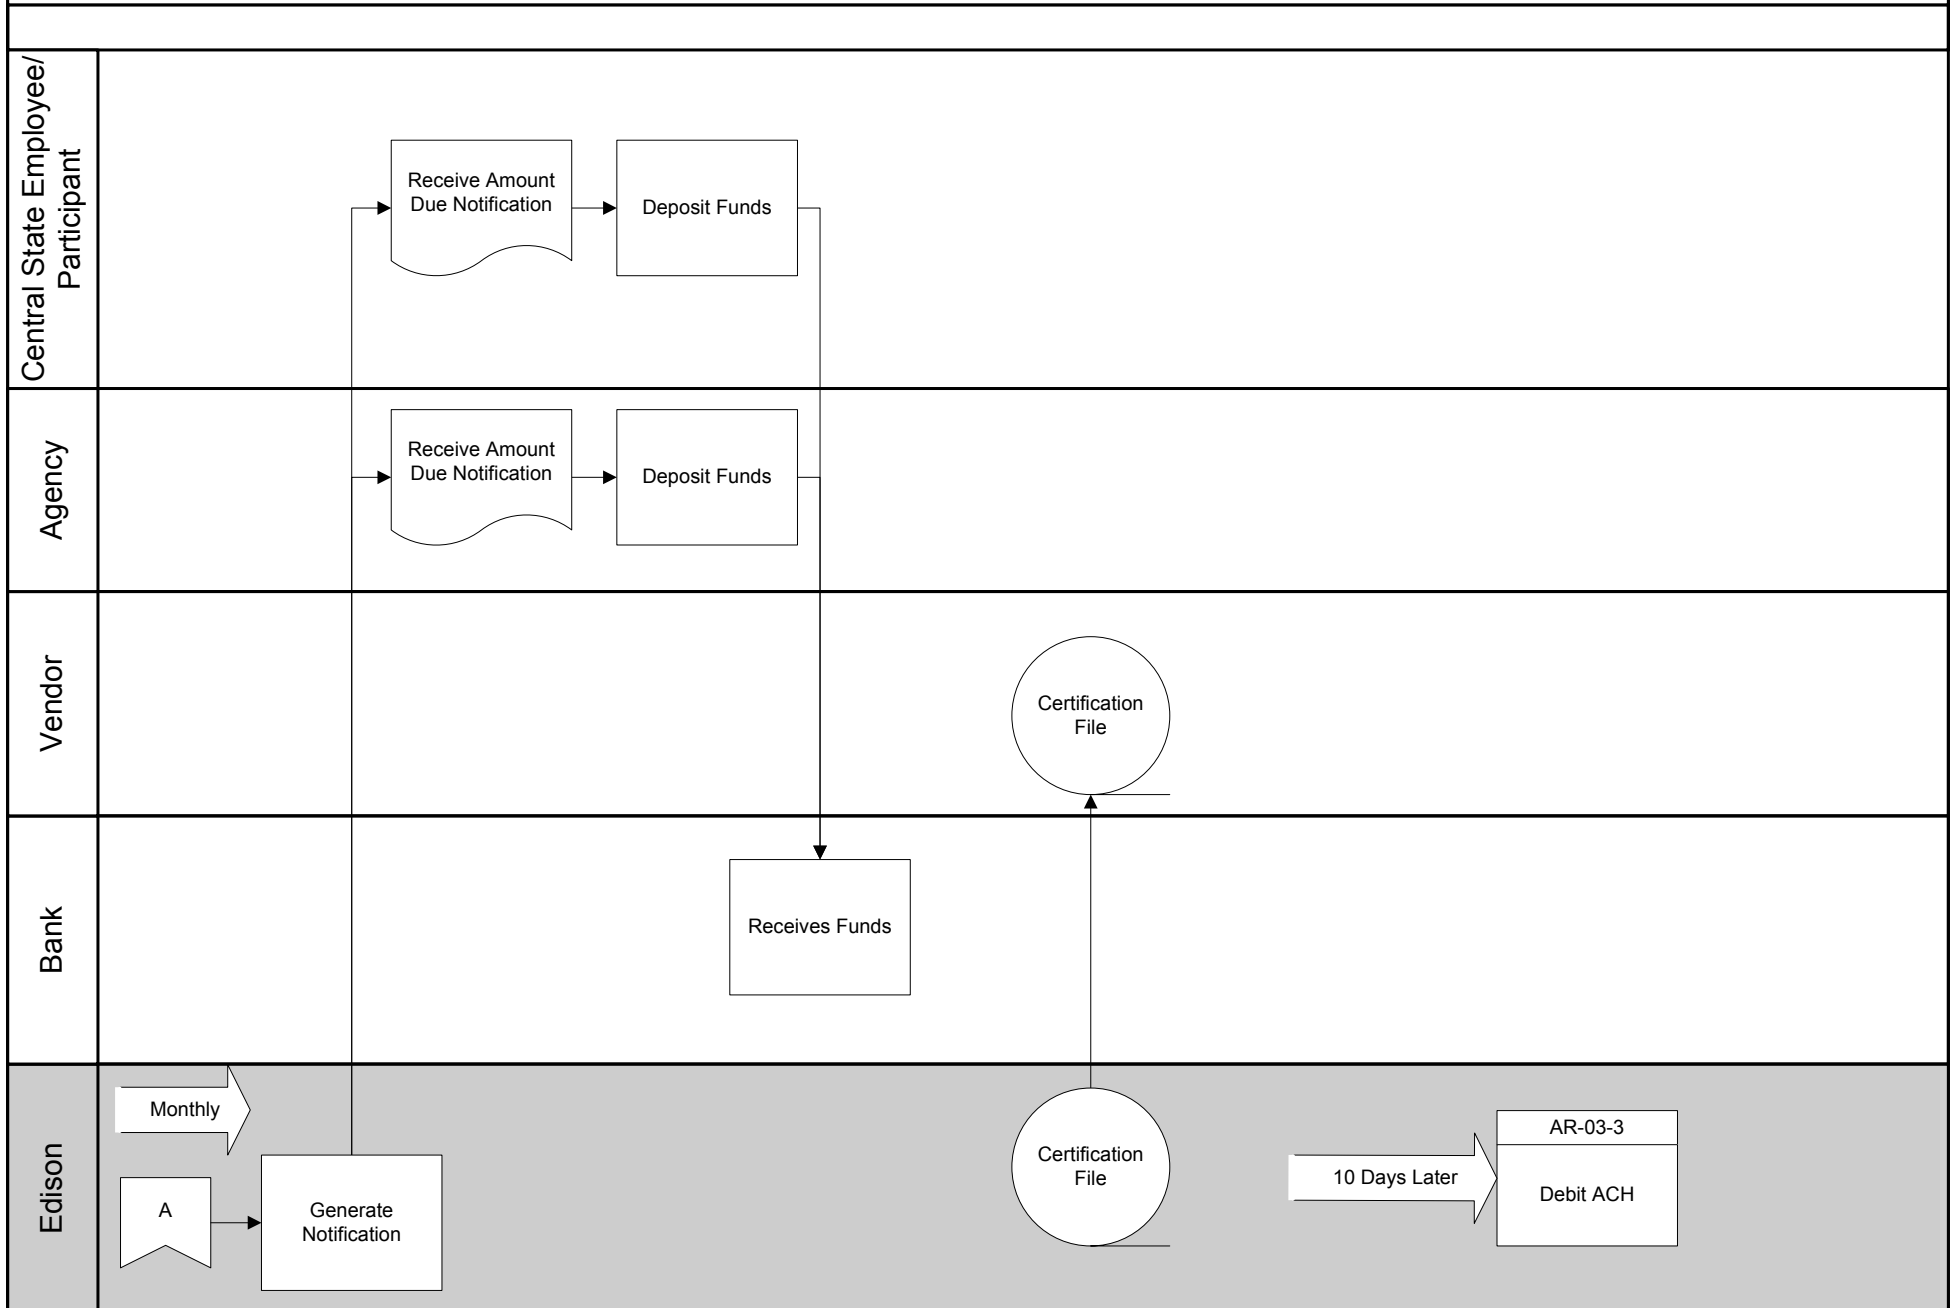 Central State Employee/
Participant
Receive Amount
Due Notification
Deposit Funds
Agency
Receive Amount
Due Notification
Deposit Funds
Vendor
Certification
File
Bank
Receives Funds
Edison
Monthly
A
Generate
Notification
Certification
File
10 Days Later
AR-03-3
Debit ACH